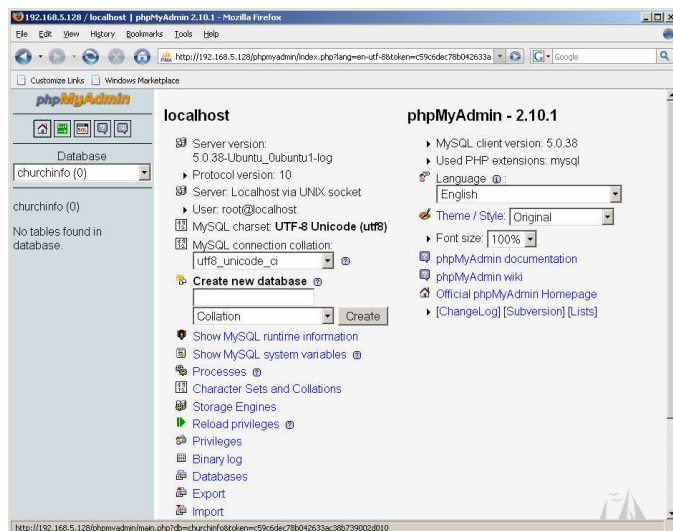 192.168.5.128 / localhost | phpMyAdmin 2.10.1 - Mozilla Firefox
File Edit View History Bookmarks Tools Help
http://192.168.5.128/phpmyadmin/index.php?lang=en-utf-8&token=c59c6dec78b042633a
Google
Customize Links Windows Marketplace
phpMyAdmin
Database
churchinfo (0)
churchinfo (0)
No tables found in
database.
localhost
Server version:
5.0.38-Ubuntu_0ubuntu1-log
Protocol version: 10
Server: Localhost via UNIX socket
User: root@localhost
MySQL charset: UTF-8 Unicode (utf8)
MySQL connection collation:
utf8_unicode_ci
Create new database
Collation Create
Show MySQL runtime information
Show MySQL system variables
Processes
Character Sets and Collations
Storage Engines
Reload privileges
Privileges
Binary log
Databases
Export
Import
phpMyAdmin - 2.10.1
MySQL client version: 5.0.38
Used PHP extensions: mysql
Language :
English
Theme / Style: Original
Font size: 100%
phpMyAdmin documentation
phpMyAdmin wiki
Official phpMyAdmin Homepage
[ChangeLog] [Subversion] [Lists]
http://192.168.5.128/phpmyadmin/main.php?db=churchinfo&token=c59c6dec78b042633ac38b739002d010